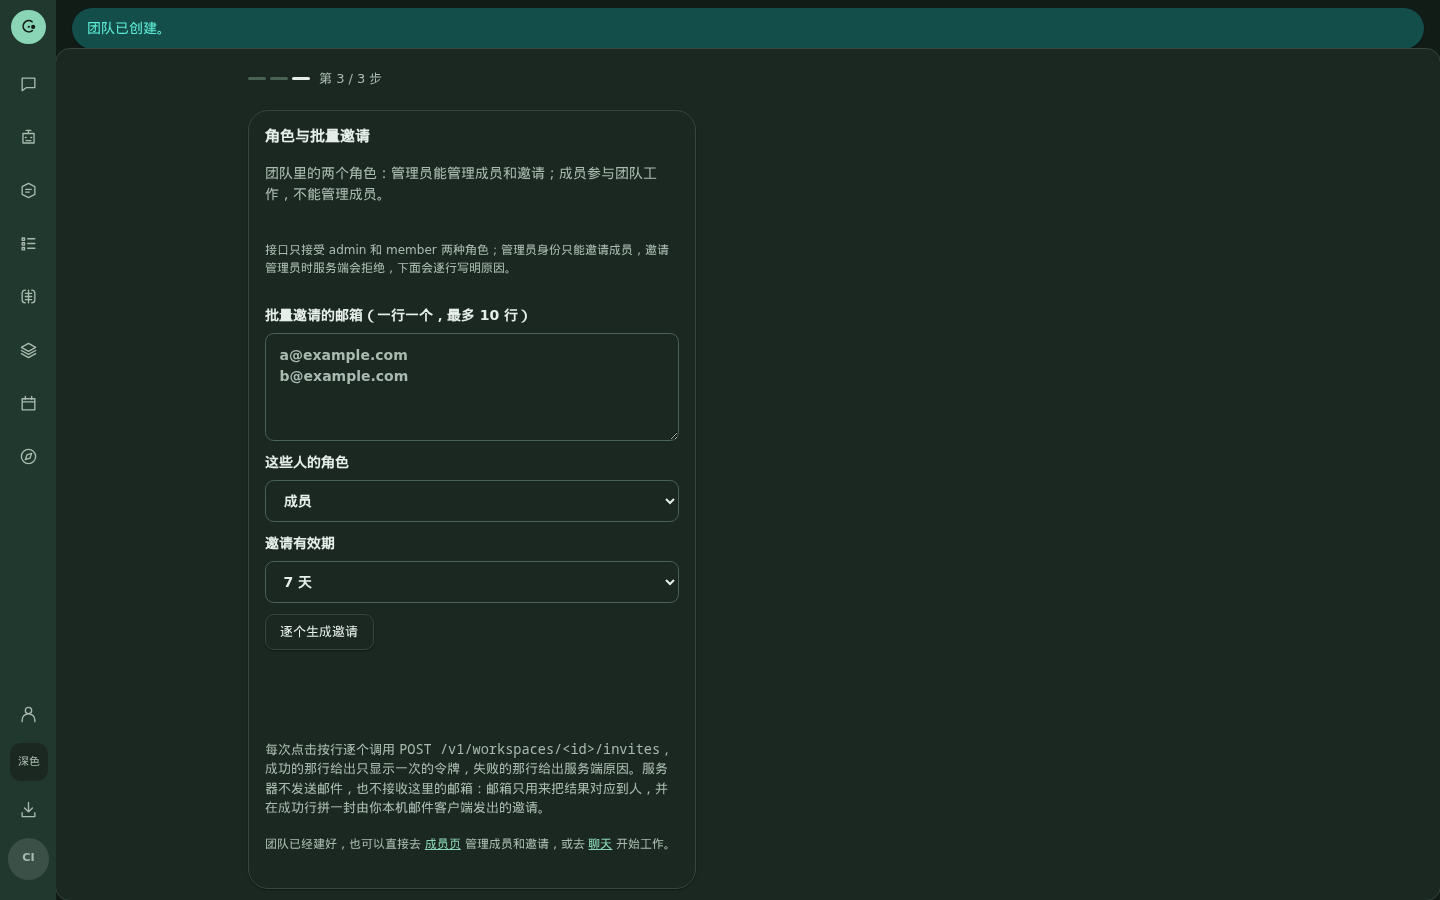 团队已创建。
第 3 / 3 步
角色与批量邀请
团队里的两个角色：管理员能管理成员和邀请；成员参与团队工
作，不能管理成员。
接口只接受 admin 和 member 两种角色；管理员身份只能邀请成员，邀请
管理员时服务端会拒绝，下面会逐行写明原因。
批量邀请的邮箱（一行一个，最多 10 行）
a@example.com
b@example.com
这些人的角色
成员
邀请有效期
7 天
逐个生成邀请
每次点击按行逐个调用 POST /v1/workspaces/<id>/invites，
成功的那行给出只显示一次的令牌，失败的那行给出服务端原因。服务
器不发送邮件，也不接收这里的邮箱：邮箱只用来把结果对应到人，并
在成功行拼一封由你本机邮件客户端发出的邀请。
团队已经建好，也可以直接去 成员页 管理成员和邀请，或去 聊天 开始工作。
深色
CI